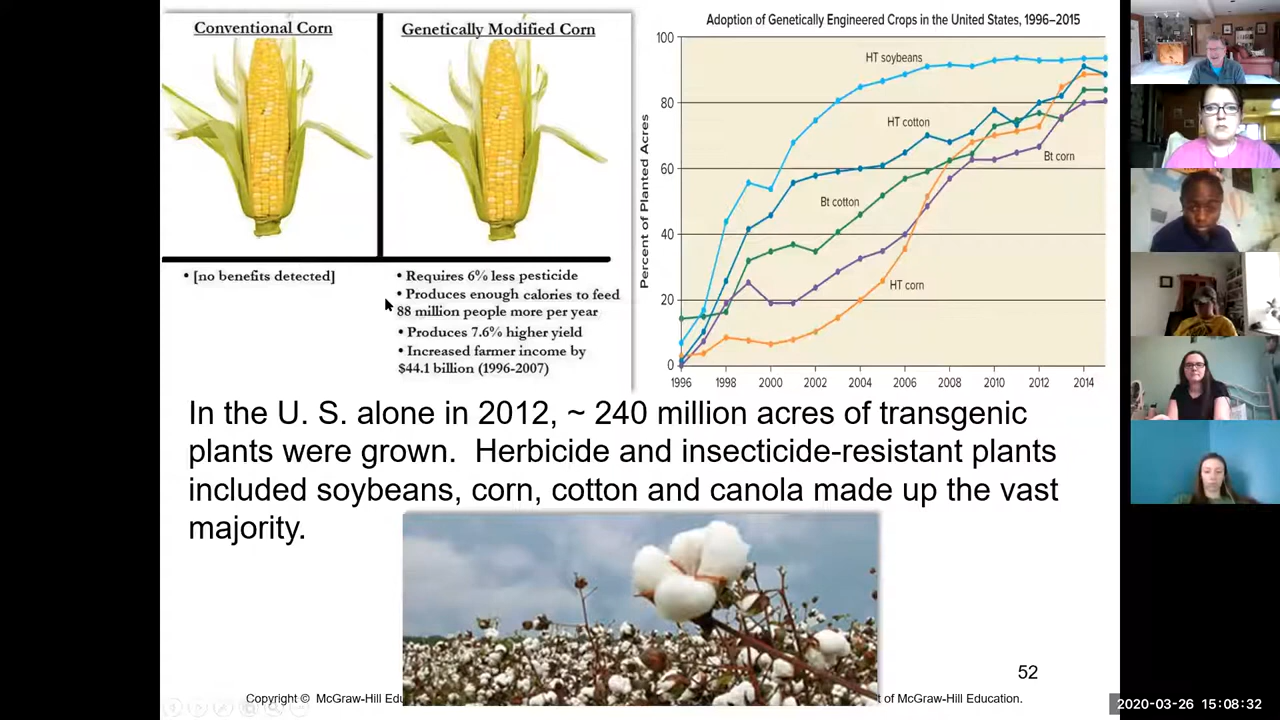 Conventional Corn
Genetically Modified Corn
• [no benefits detected]
• Requires 6% less pesticide
• Produces enough calories to feed
88 million people more per year
• Produces 7.6% higher yield
• Increased farmer income by
$44.1 billion (1996-2007)
Adoption of Genetically Engineered Crops in the United States, 1996–2015
Percent of Planted Acres
100
80
60
40
20
0
HT soybeans
HT cotton
Bt corn
Bt cotton
HT corn
1996 1998 2000 2002 2004 2006 2008 2010 2012 2014
In the U. S. alone in 2012, ~ 240 million acres of transgenic
plants were grown. Herbicide and insecticide-resistant plants
included soybeans, corn, cotton and canola made up the vast
majority.
52
Copyright © McGraw-Hill Edu
of McGraw-Hill Education.
2020-03-26 15:08:32